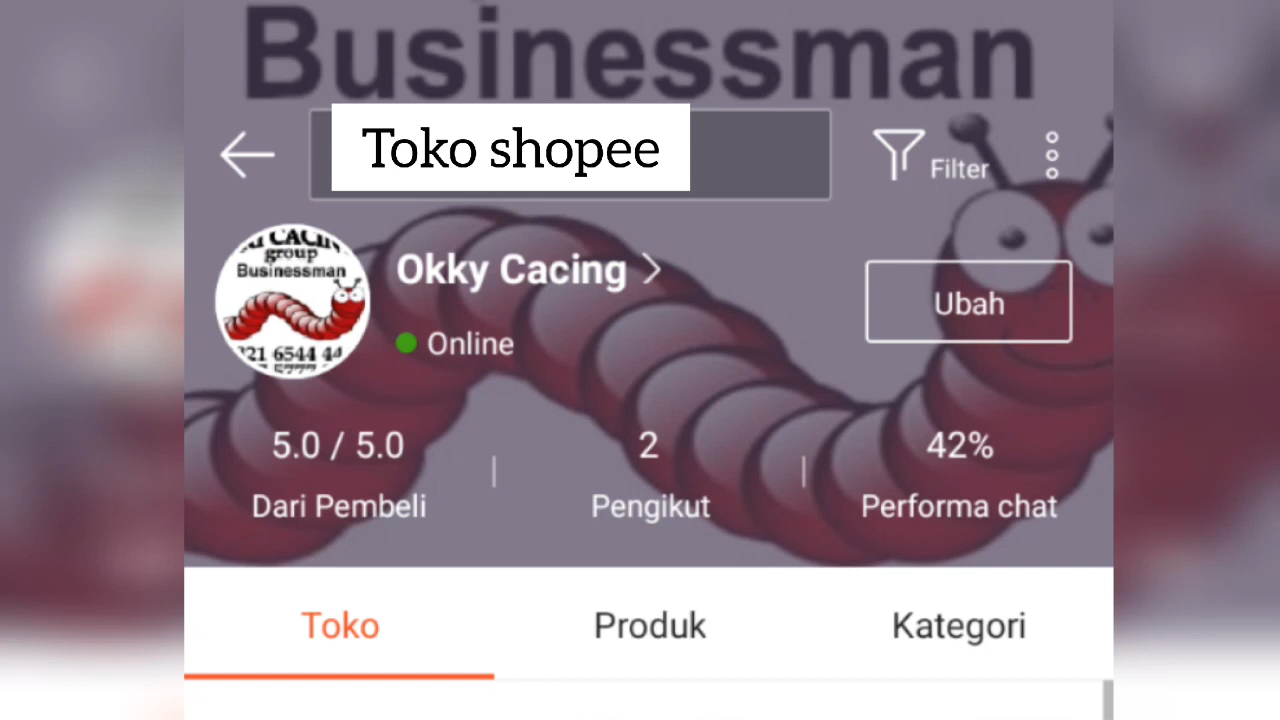 Businessman
Toko shopee
Filter
group
Businessman
Okky Cacing
Ubah
Online
5.0 / 5.0
2
42%
Dari Pembeli
Pengikut
Performa chat
Toko
Produk
Kategori